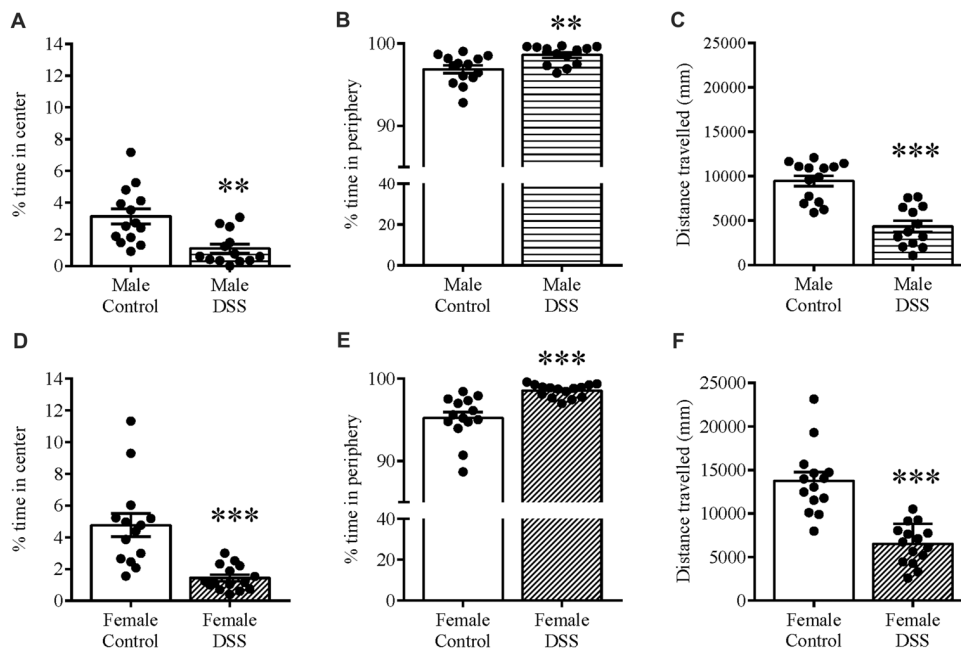 A
% time in center
14
12
10
8
6
4
2
0
**
Male
Control
Male
DSS
B
% time in periphery
100
90
40
20
0
**
Male
Control
Male
DSS
C
Distance travelled (mm)
25000
20000
15000
10000
5000
0
***
Male
Control
Male
DSS
D
% time in center
14
12
10
8
6
4
2
0
***
Female
Control
Female
DSS
E
% time in periphery
100
90
40
20
0
***
Female
Control
Female
DSS
F
Distance travelled (mm)
25000
20000
15000
10000
5000
0
***
Female
Control
Female
DSS